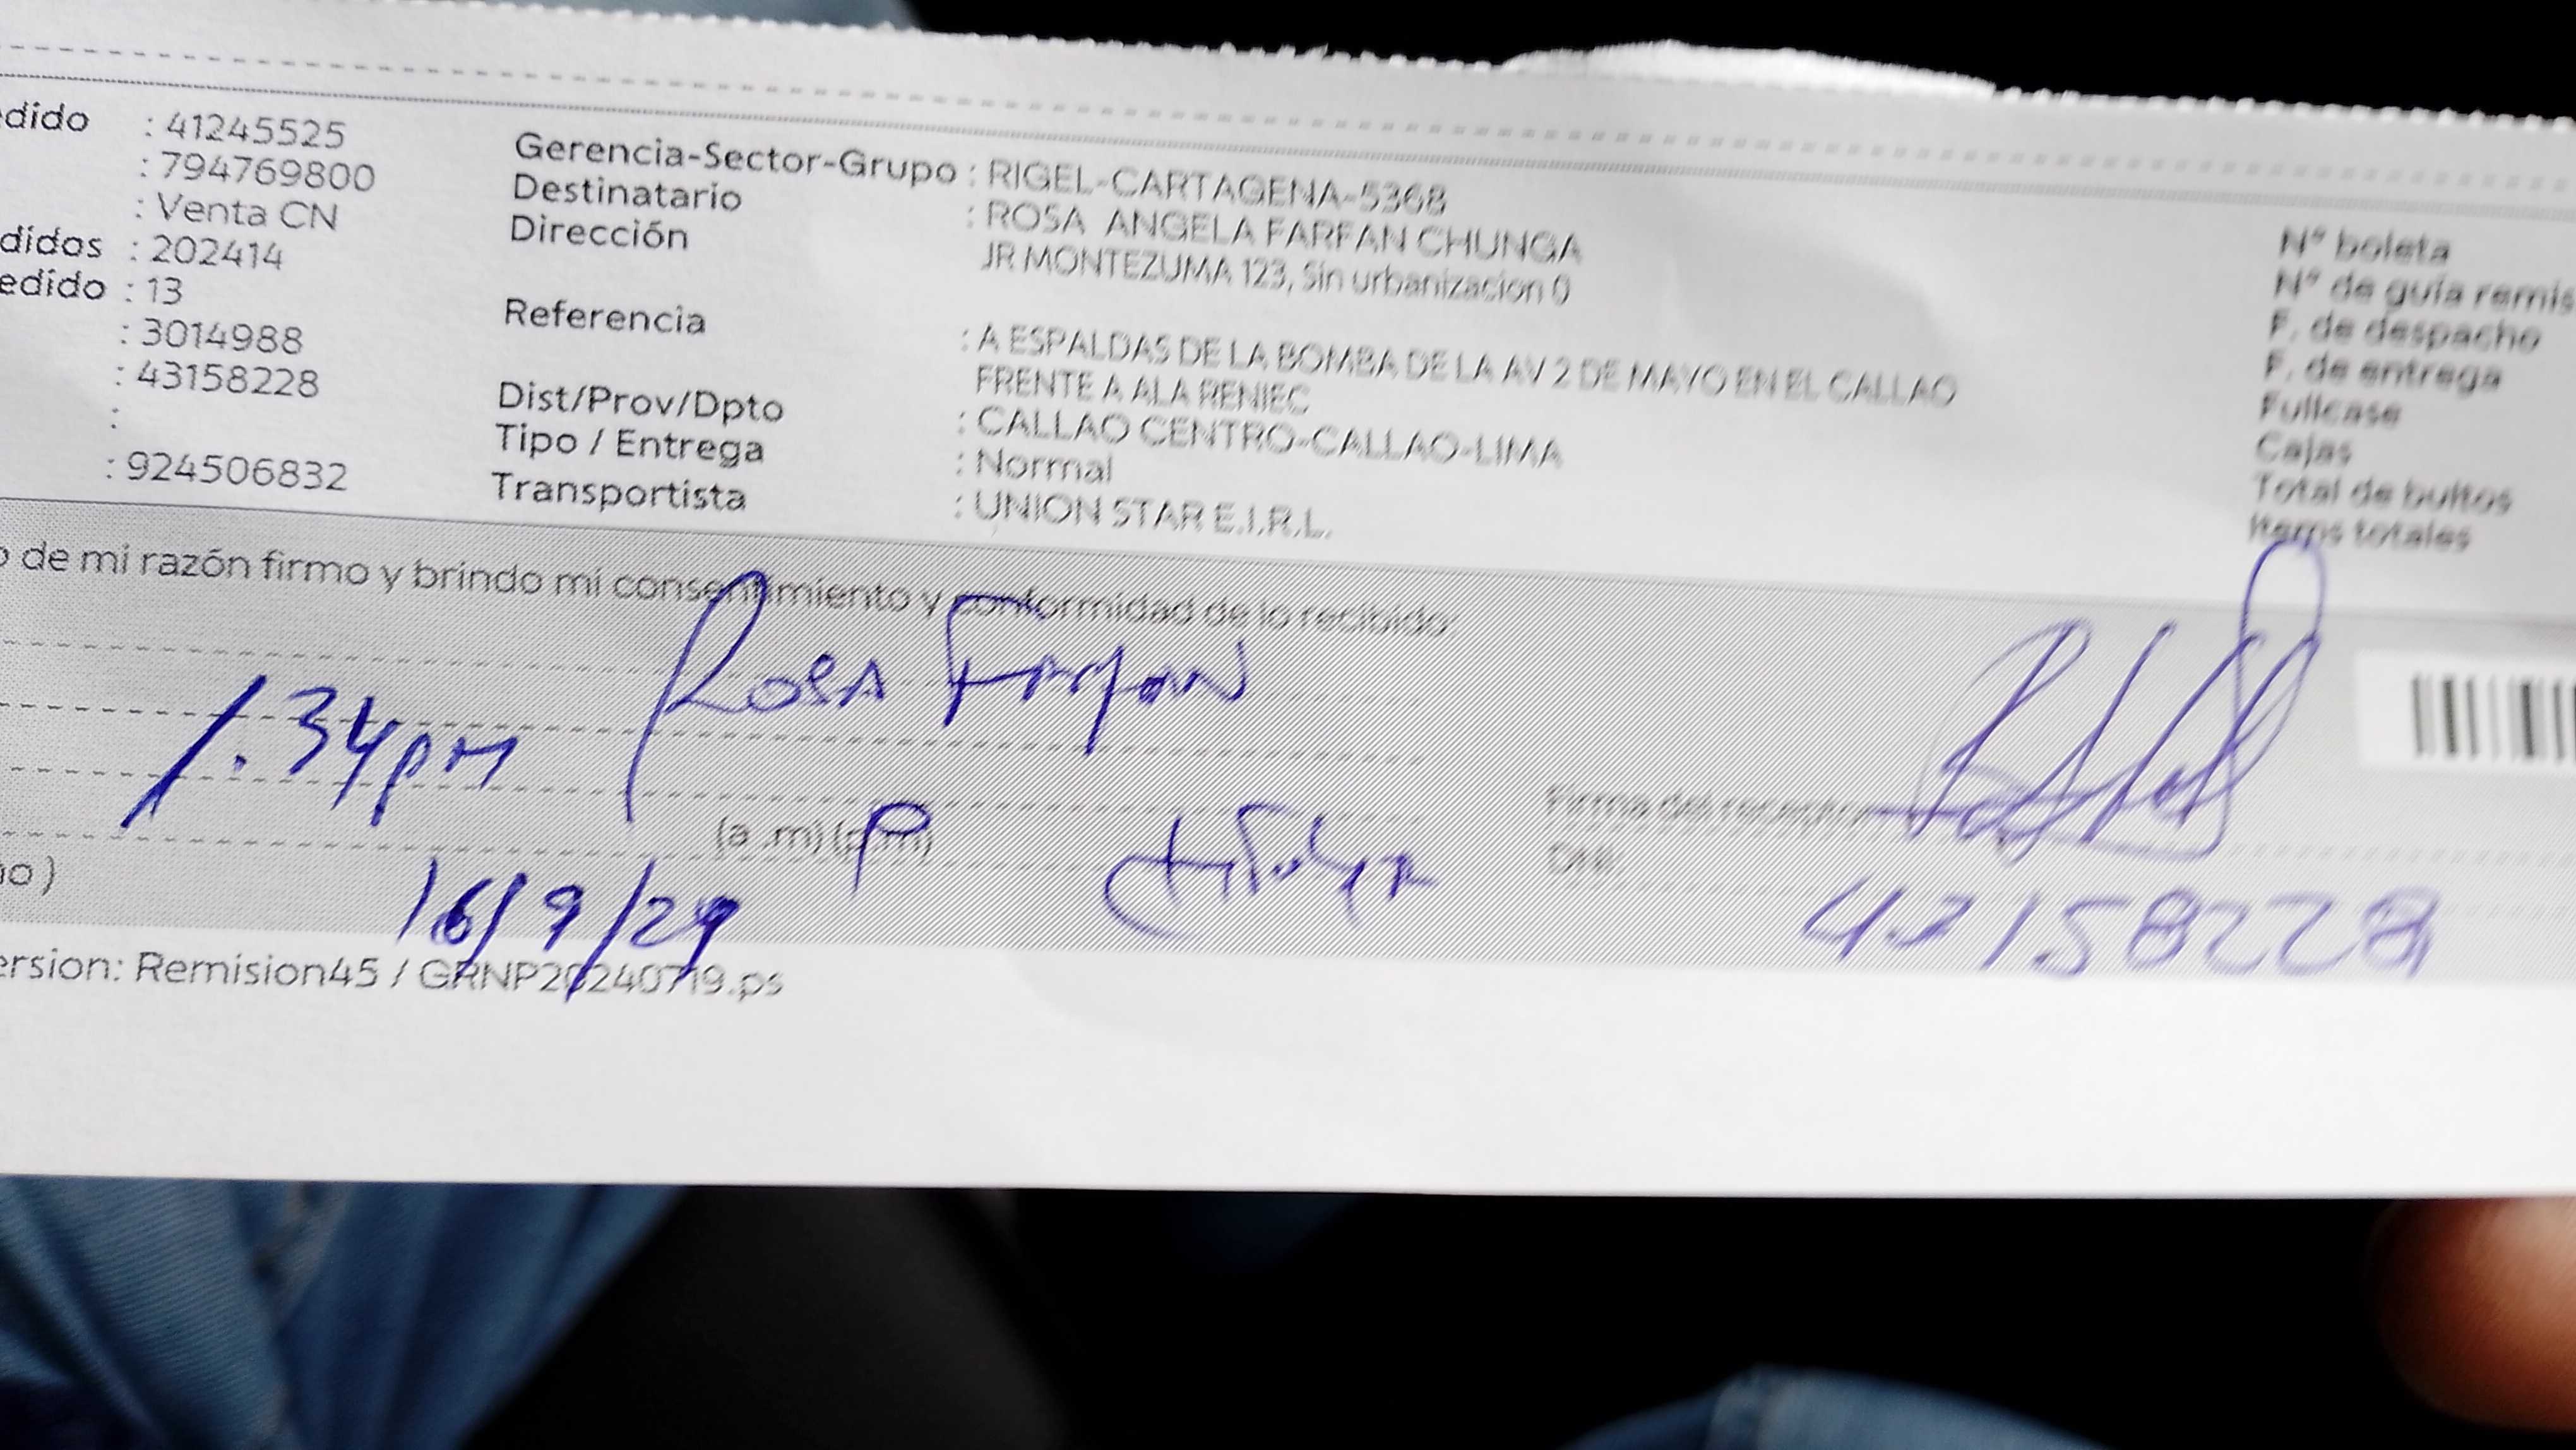 edido : 41245525
: 794769800
: Venta CN
didos : 202414
edido : 13
: 3014988
: 43158228
:
: 924506832
Gerencia-Sector-Grupo : RIGEL-CARTAGENA-5368
Destinatario : ROSA ANGELA FARFAN CHUNGA
Dirección JR MONTEZUMA 123, Sin urbanizacion 0
Referencia : A ESPALDAS DE LA BOMBA DE LA AV 2 DE MAYO EN EL CALLAO
FRENTE A ALA RENIEC
Dist/Prov/Dpto : CALLAO CENTRO-CALLAO-LIMA
Tipo / Entrega : Normal
Transportista : UNION STAR E.I.R.L.
N° boleta
N° de guía remis
F. de despacho
F. de entrega
Fullcase
Cajas
Total de bultos
Items totales
o de mi razón firmo y brindo mi consentimiento y conformidad de lo recibido
Rosa Farfan
1.34pm
(a .m) (p.m)
Firma del receptor
DNI:
43158228
no )
16/9/24
ersion: Remision45 / GRNP20240719.ps